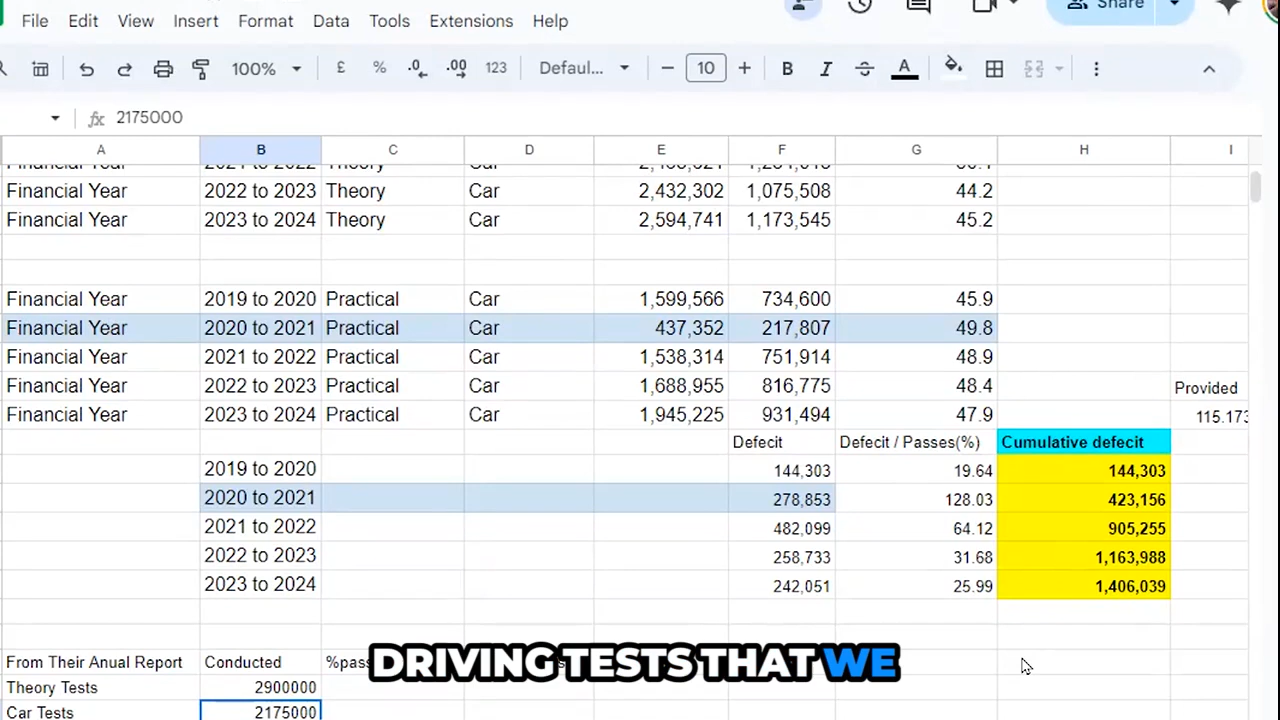 File Edit View Insert Format Data Tools Extensions Help Share
100% £ % .0 .00 123 Defaul... 10 B I A
fx 2175000
A B C D E F G H I
Financial Year Theory Car
Financial Year 2022 to 2023 Theory Car 2,432,302 1,075,508 44.2
Financial Year 2023 to 2024 Theory Car 2,594,741 1,173,545 45.2
Financial Year 2019 to 2020 Practical Car 1,599,566 734,600 45.9
Financial Year 2020 to 2021 Practical Car 437,352 217,807 49.8
Financial Year 2021 to 2022 Practical Car 1,538,314 751,914 48.9
Financial Year 2022 to 2023 Practical Car 1,688,955 816,775 48.4 Provided
Financial Year 2023 to 2024 Practical Car 1,945,225 931,494 47.9 115.173
Defecit Defecit / Passes(%) Cumulative defecit
2019 to 2020 144,303 19.64 144,303
2020 to 2021 278,853 128.03 423,156
2021 to 2022 482,099 64.12 905,255
2022 to 2023 258,733 31.68 1,163,988
2023 to 2024 242,051 25.99 1,406,039
From Their Anual Report Conducted
DRIVING TESTS THAT WE
Theory Tests 2900000
Car Tests 2175000